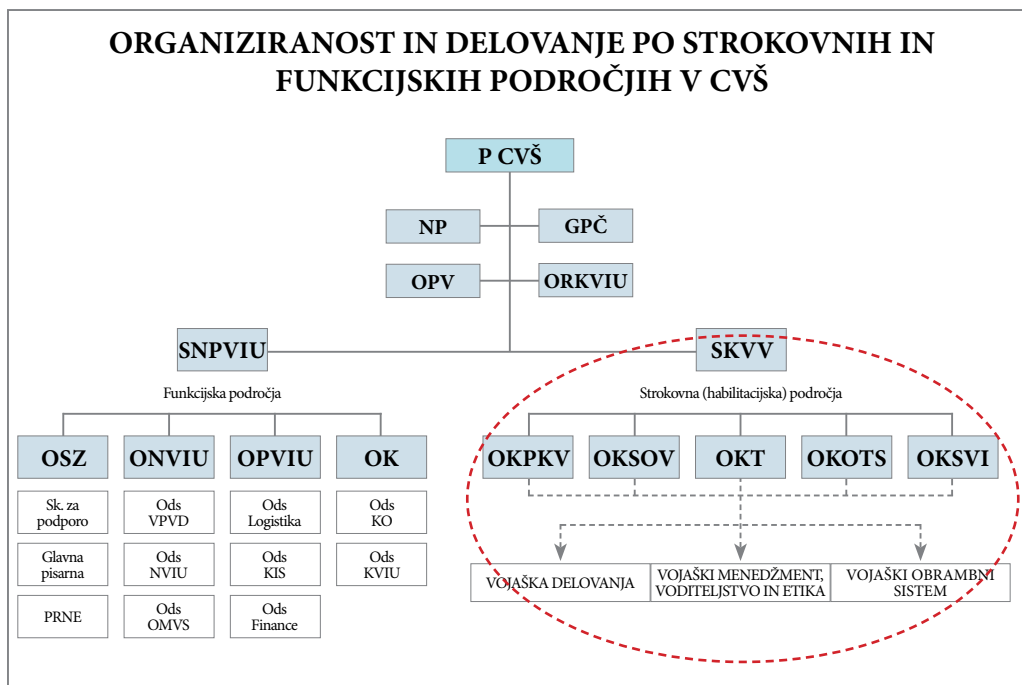 ORGANIZIRANOST IN DELOVANJE PO STROKOVNIH IN
FUNKCIJSKIH PODROČJIH V CVŠ
P CVŠ
NP
GPČ
OPV
ORKVIU
SNPVIU
SKVV
Funkcijska področja
Strokovna (habilitacijska) področja
OSZ
ONVIU
OPVIU
OK
OKPKV
OKSOV
OKT
OKOTS
OKSVI
Sk. za
podporo
Ods
VPVD
Ods
Logistika
Ods
KO
Glavna
pisarna
Ods
NVIU
Ods
KIS
Ods
KVIU
PRNE
Ods
OMVS
Ods
Finance
VOJAŠKA DELOVANJA
VOJAŠKI MENEDŽMENT,
VODITELJSTVO IN ETIKA
VOJAŠKI OBRAMBNI
SISTEM